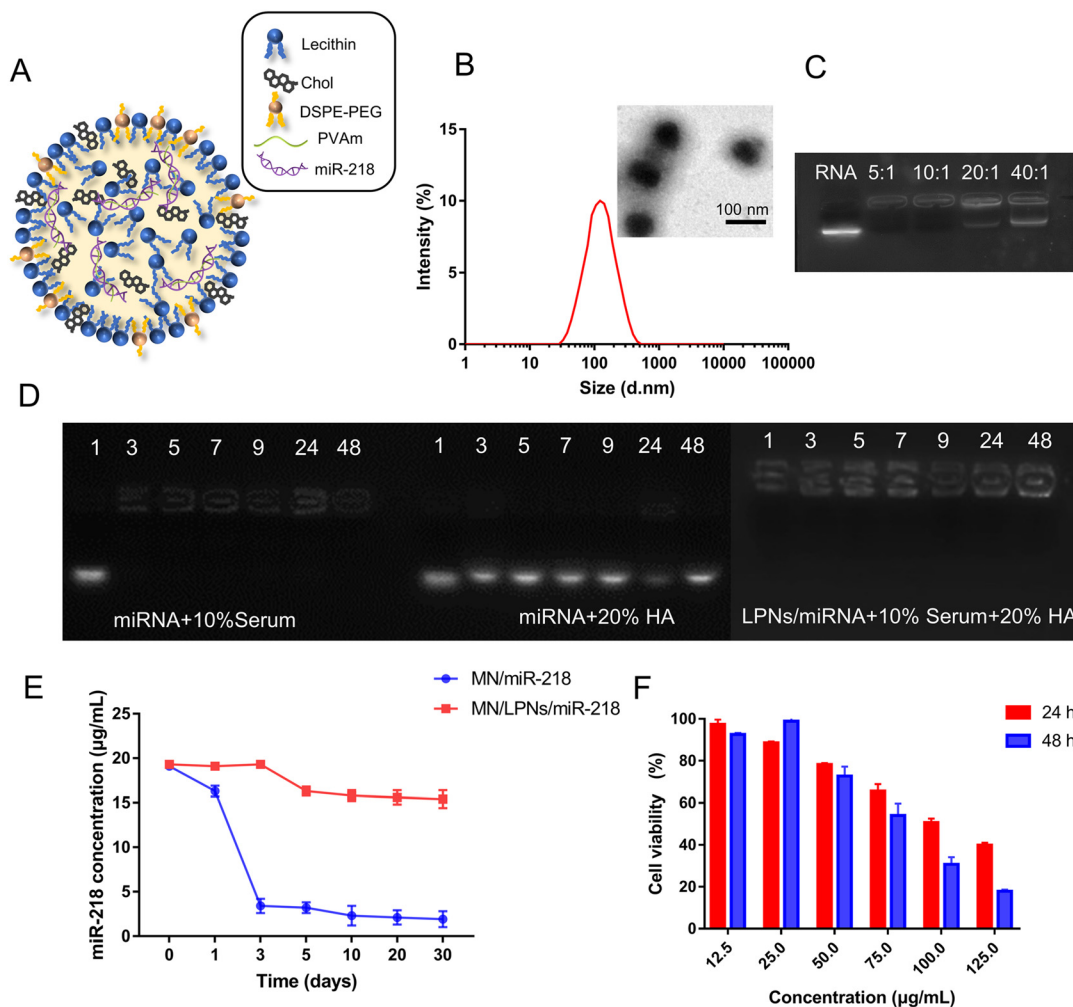 A
Lecithin
Chol
DSPE-PEG
PVAm
miR-218
B
Intensity (%)
15
10
5
0
1 10 100 1000 10000 100000
Size (d.nm)
100 nm
C
RNA 5:1 10:1 20:1 40:1
D
1 3 5 7 9 24 48
miRNA+10%Serum
1 3 5 7 9 24 48
miRNA+20% HA
1 3 5 7 9 24 48
LPNs/miRNA+10% Serum+20% HA
E
MN/miR-218
MN/LPNs/miR-218
miR-218 concentration (μg/mL)
25
20
15
10
5
0
0 1 3 5 10 20 30
Time (days)
F
24 h
48 h
Cell viability (%)
100
80
60
40
20
0
12.5 25.0 50.0 75.0 100.0 125.0
Concentration (μg/mL)